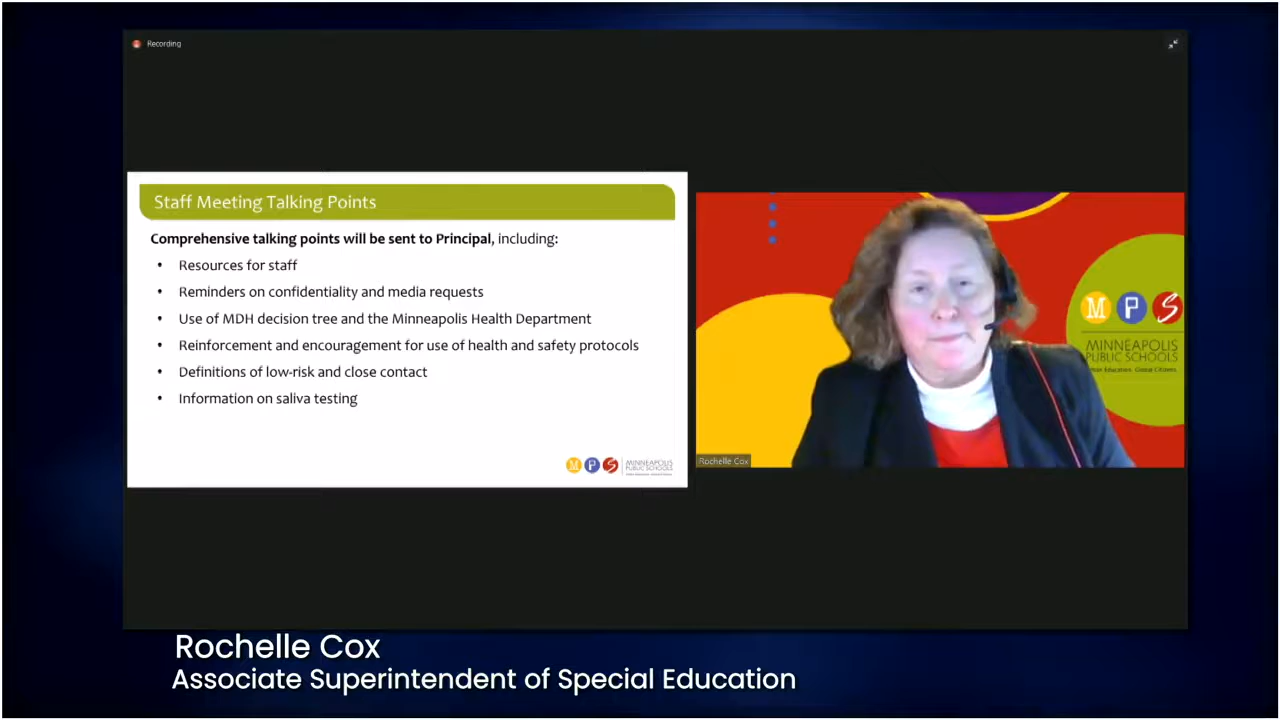 Recording
Staff Meeting Talking Points
Comprehensive talking points will be sent to Principal, including:
• Resources for staff
• Reminders on confidentiality and media requests
• Use of MDH decision tree and the Minneapolis Health Department
• Reinforcement and encouragement for use of health and safety protocols
• Definitions of low-risk and close contact
• Information on saliva testing
M P S MINNEAPOLIS
PUBLIC SCHOOLS
M P S
MINNEAPOLIS
PUBLIC SCHOOLS
Educators. Global Citizens.
Rochelle Cox
Rochelle Cox
Associate Superintendent of Special Education